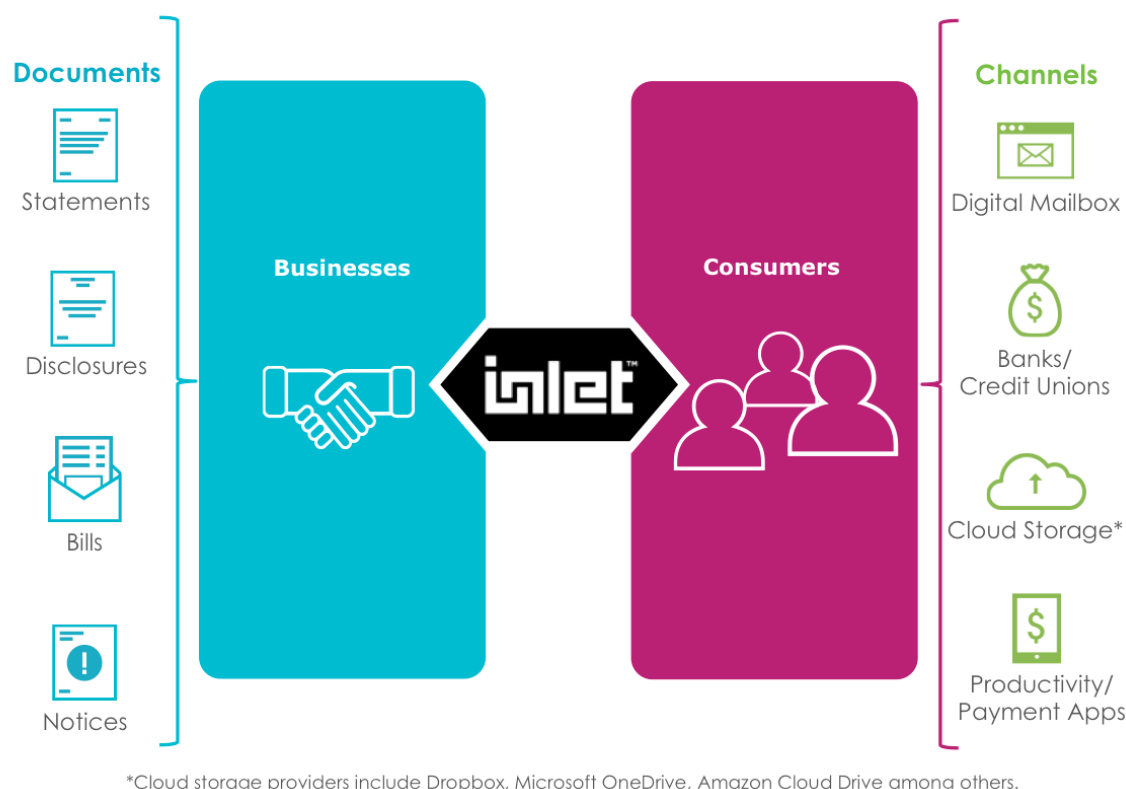 Documents
Statements
Disclosures
Bills
Notices
Businesses
inlet™
Consumers
Channels
Digital Mailbox
Banks/
Credit Unions
Cloud Storage*
Productivity/
Payment Apps
*Cloud storage providers include Dropbox, Microsoft OneDrive, Amazon Cloud Drive among others.